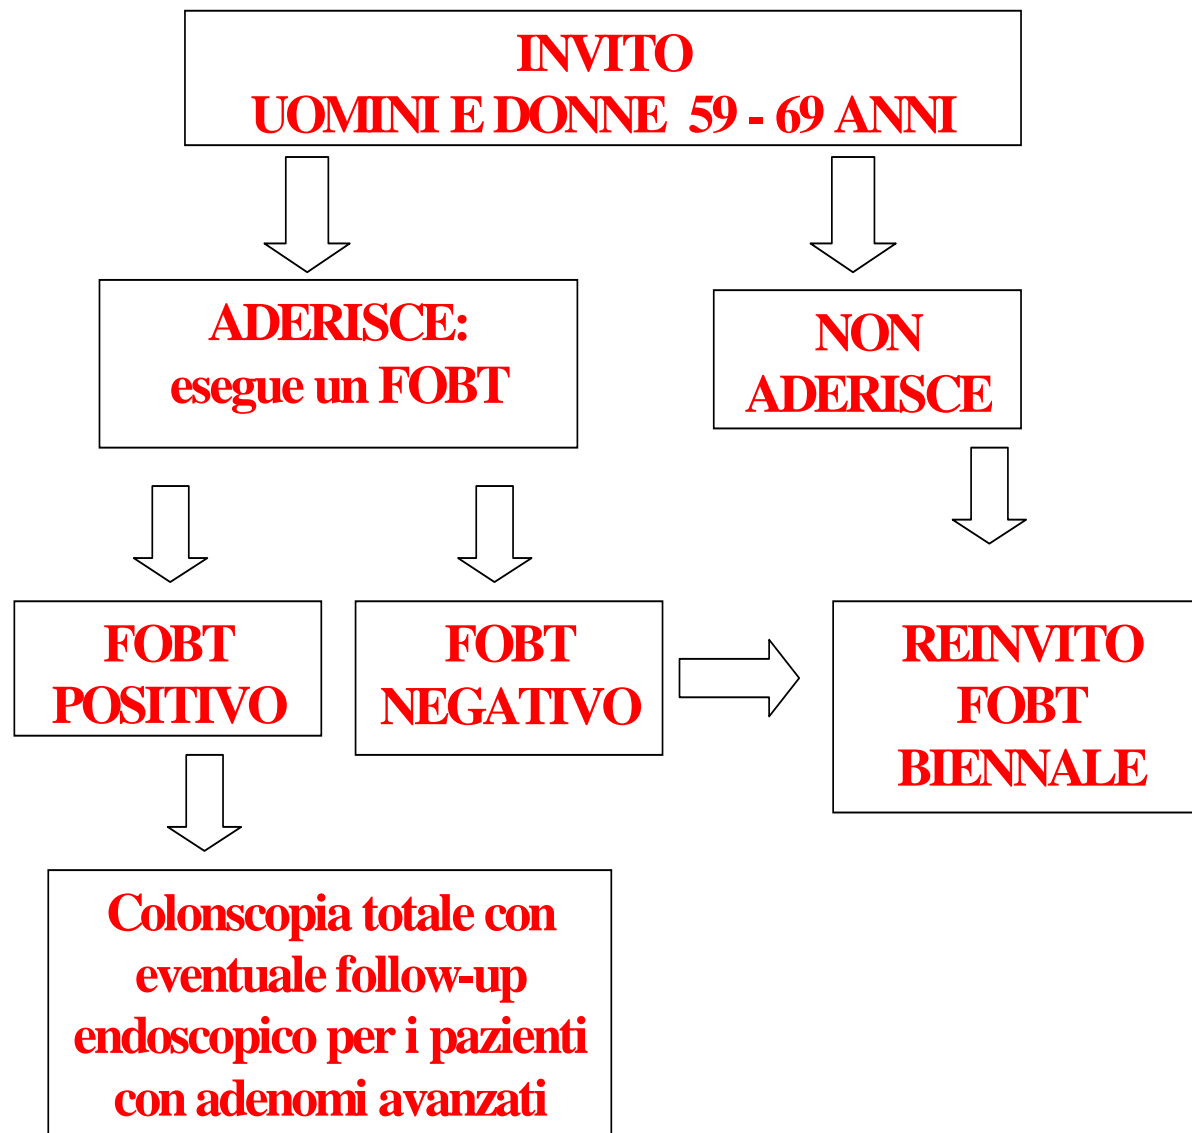 INVITO
UOMINI E DONNE 59 - 69 ANNI
ADERISCE:
esegue un FOBT
NON
ADERISCE
FOBT
POSITIVO
FOBT
NEGATIVO
REINVITO
FOBT
BIENNALE
Colonscopia totale con
eventuale follow-up
endoscopico per i pazienti
con adenomi avanzati